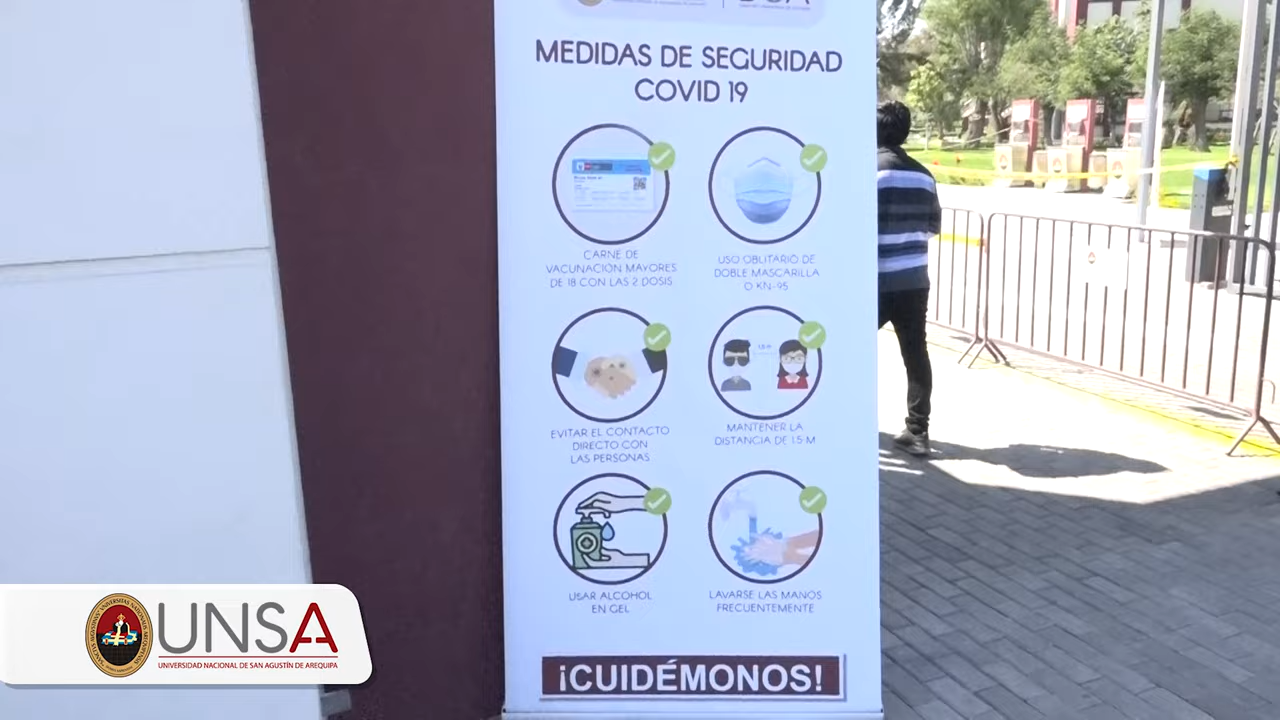 MEDIDAS DE SEGURIDAD
COVID 19
CARNE DE
VACUNACIÓN MAYORES
DE 18 CON LAS 2 DOSIS
USO OBLITARIO DE
DOBLE MASCARILLA
O KN-95
EVITAR EL CONTACTO
DIRECTO CON
LAS PERSONAS
MANTENER LA
DISTANCIA DE 1.5 M
USAR ALCOHOL
EN GEL
LAVARSE LAS MANOS
FRECUENTEMENTE
¡CUIDÉMONOS!
UNSA
UNIVERSIDAD NACIONAL DE SAN AGUSTÍN DE AREQUIPA